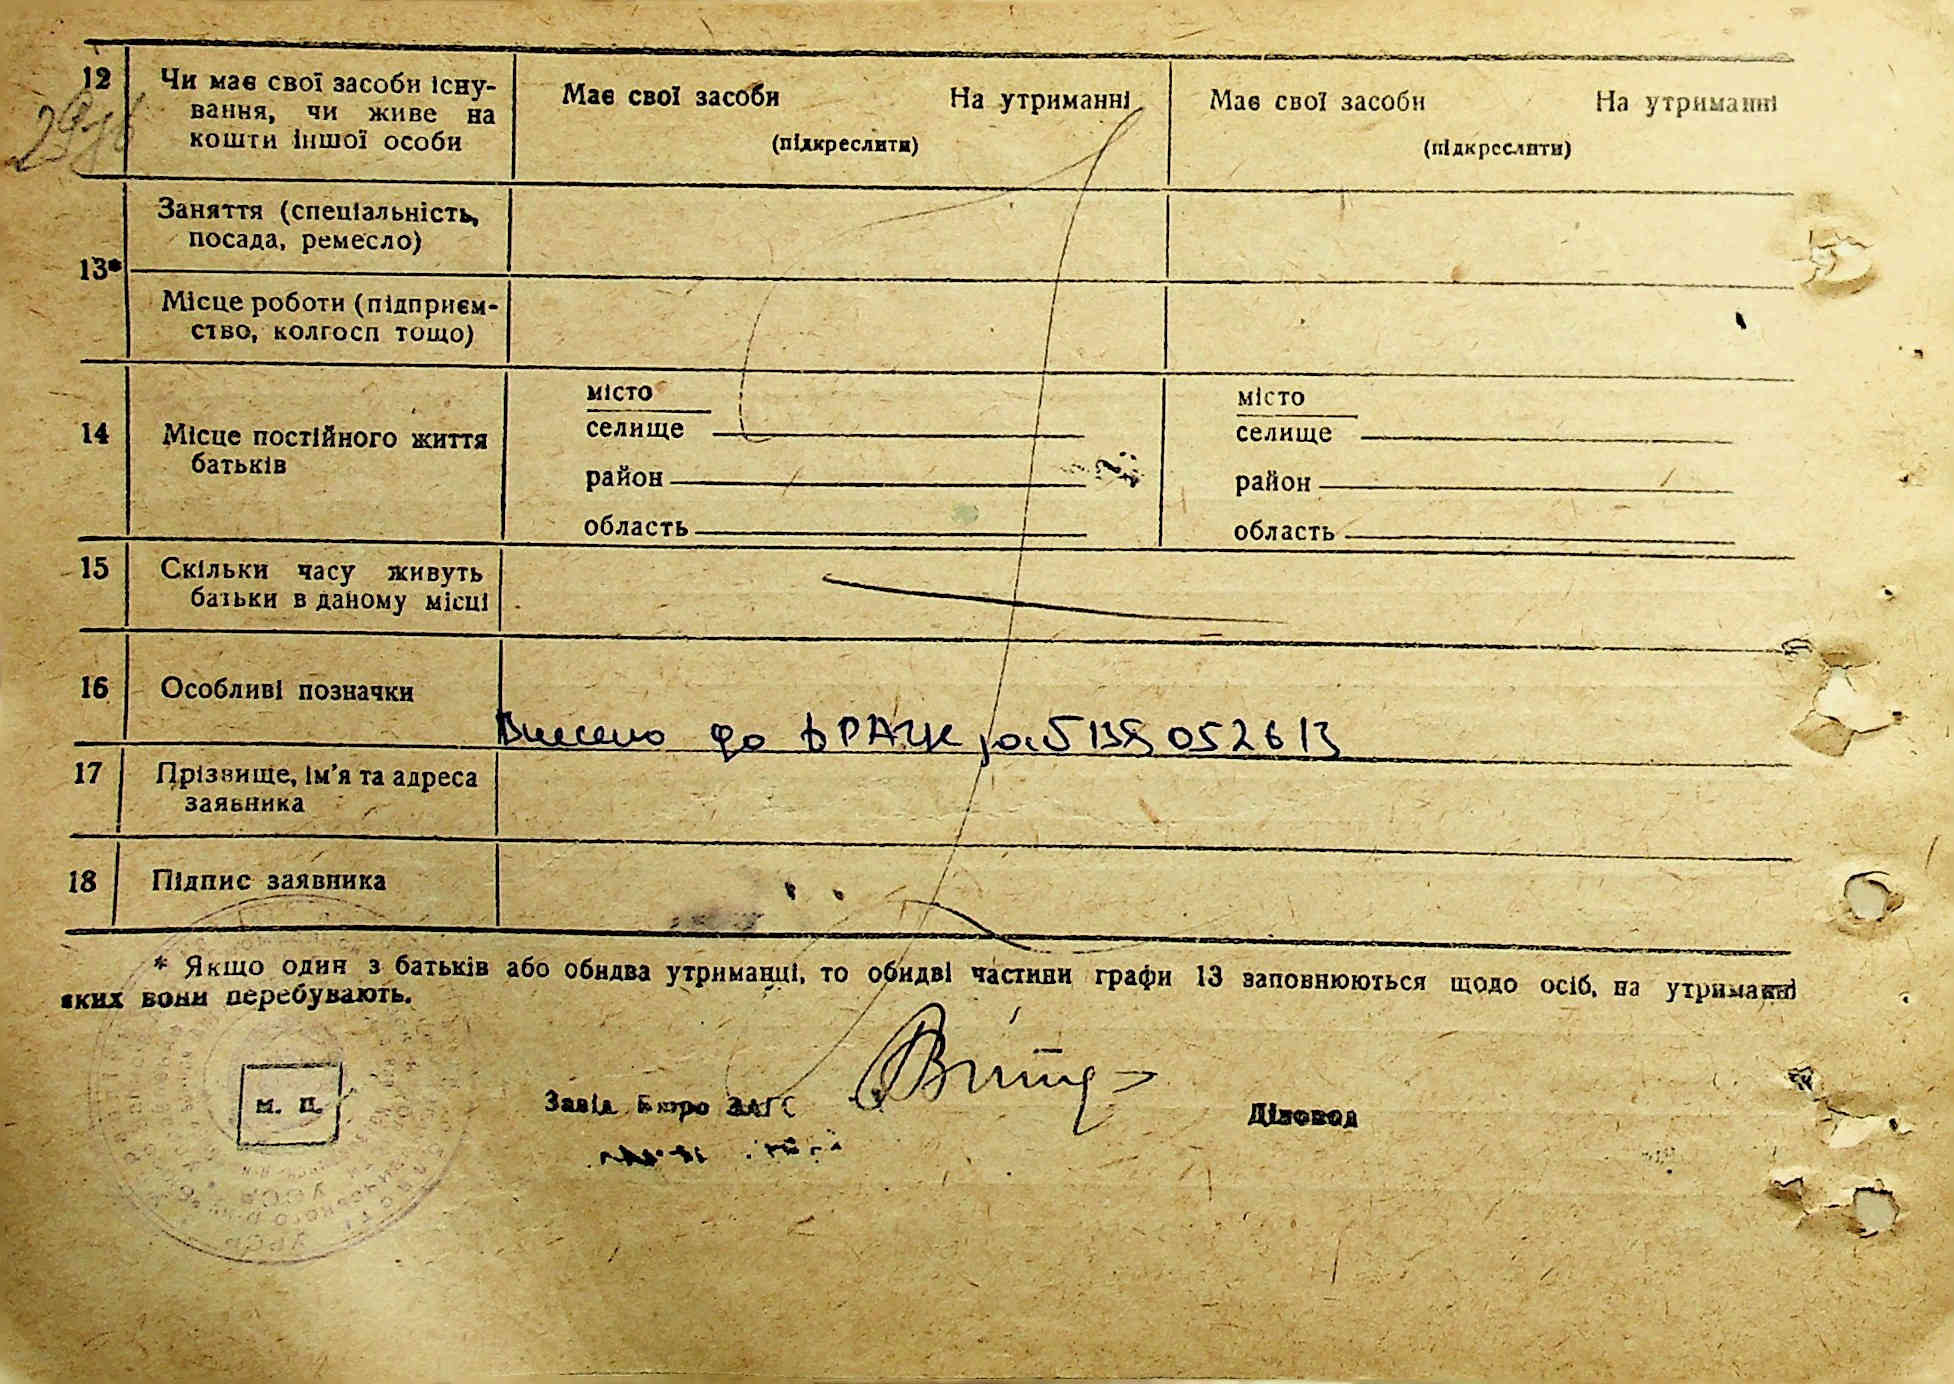 12 Чи має свої засоби існу-
вання, чи живе на
кошти іншої особи
Має свої засоби На утриманні
(підкреслити)
Має свої засоби На утриманні
(підкреслити)
13*
Заняття (спеціальність,
посада, ремесло)
Місце роботи (підприєм-
ство, колгосп тощо)
14 Місце постійного життя
батьків
місто
селище
район
область
місто
селище
район
область
15 Скільки часу живуть
батьки в даному місці
16 Особливі позначки
Внесено до ДРАЦС 052613
17 Прізвище, ім'я та адреса
заявника
18 Підпис заявника
* Якщо один з батьків або обидва утриманці, то обидві частини графи 13 заповнюються щодо осіб, на утриманні
яких вони перебувають.
м. п.
Завід. Бюро ЗАГС
Діловод